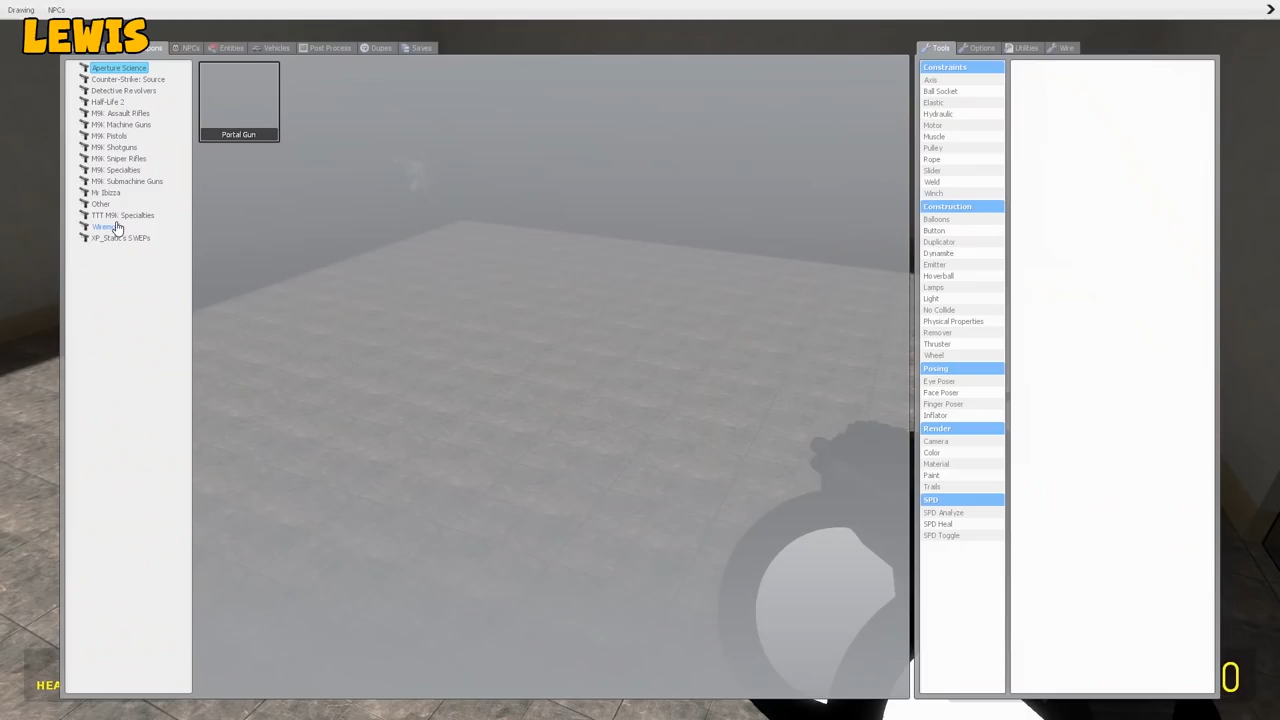 Drawing NPCs
LEWIS
NPCs Entities Vehicles Post Process Dupes Saves
Tools Options Utilities Wire
Aperture Science
Counter-Strike: Source
Detective Revolvers
Half-Life 2
M9K Assault Rifles
M9K Machine Guns
M9K Pistols
M9K Shotguns
M9K Sniper Rifles
M9K Specialties
M9K Submachine Guns
Mr Ibizza
Other
TTT M9K Specialties
SWEPs
Portal Gun
Constraints
Axis
Ball Socket
Elastic
Hydraulic
Motor
Muscle
Pulley
Rope
Slider
Weld
Winch
Construction
Balloons
Button
Duplicator
Dynamite
Emitter
Hoverball
Lamps
Light
No Collide
Physical Properties
Remover
Thruster
Wheel
Posing
Eye Poser
Face Poser
Finger Poser
Inflator
Render
Camera
Color
Material
Paint
Trails
SPD
SPD Analyze
SPD Heal
SPD Toggle
HEA
0